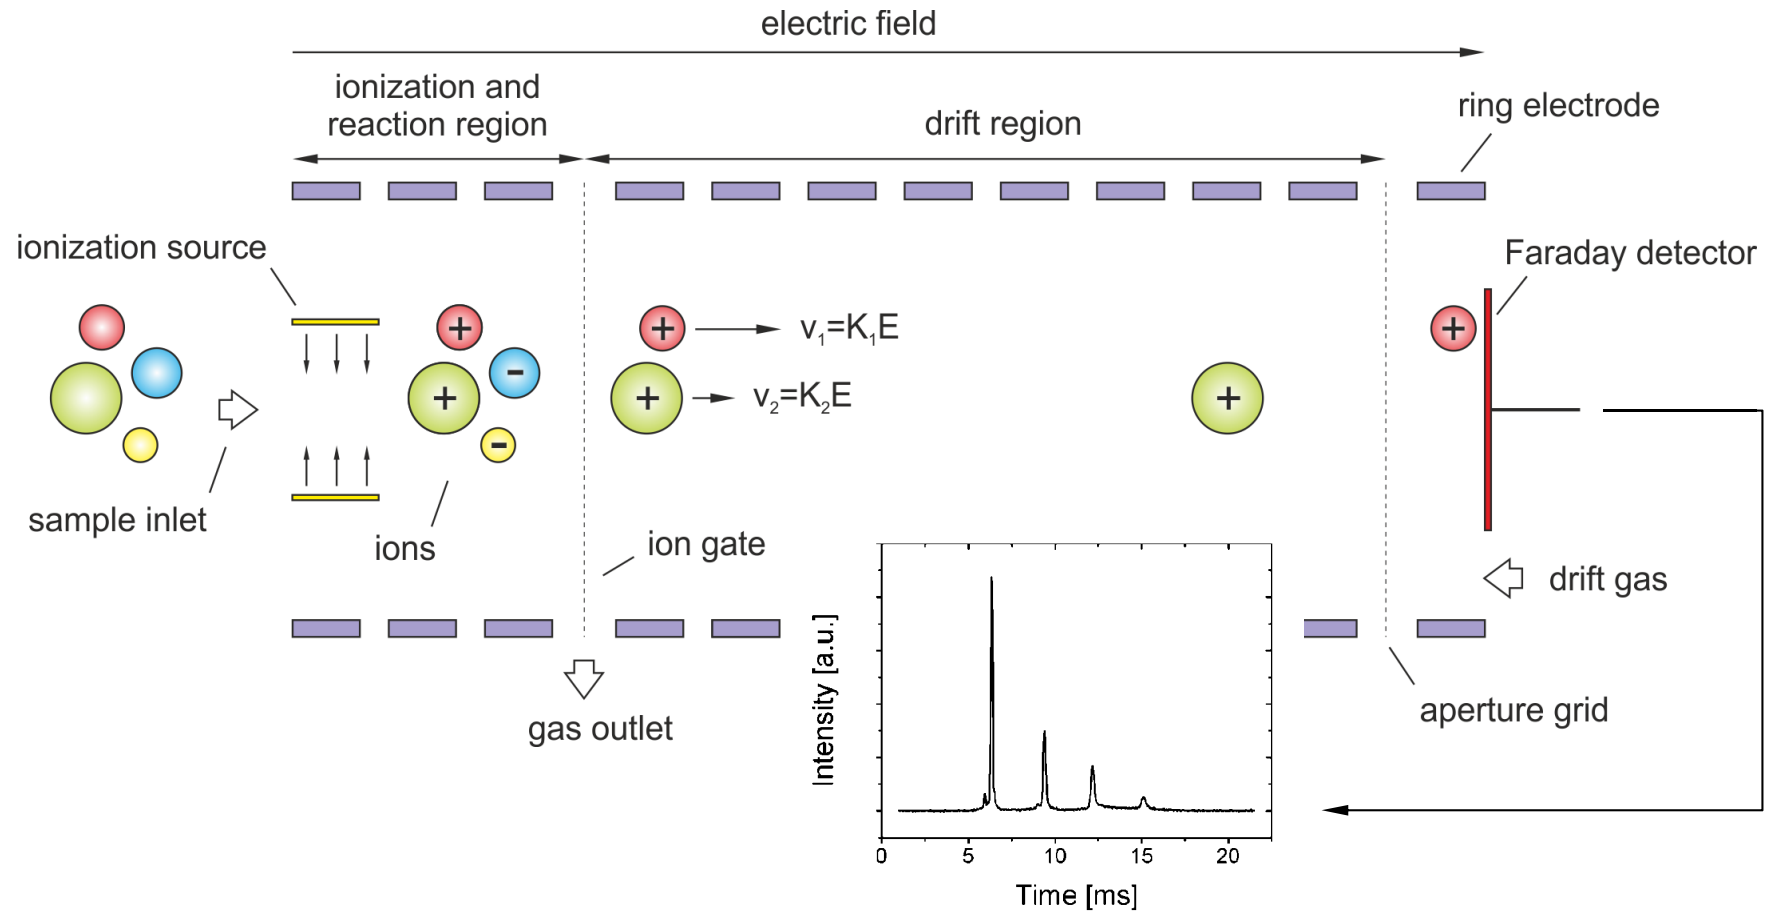 electric field
ionization and
reaction region
drift region
ring electrode
ionization source
Faraday detector
+
+
-
+
-
+
v₁=K₁E
+
v₂=K₂E
+
+
sample inlet
ions
ion gate
drift gas
gas outlet
aperture grid
Intensity [a.u.]
0 5 10 15 20
Time [ms]